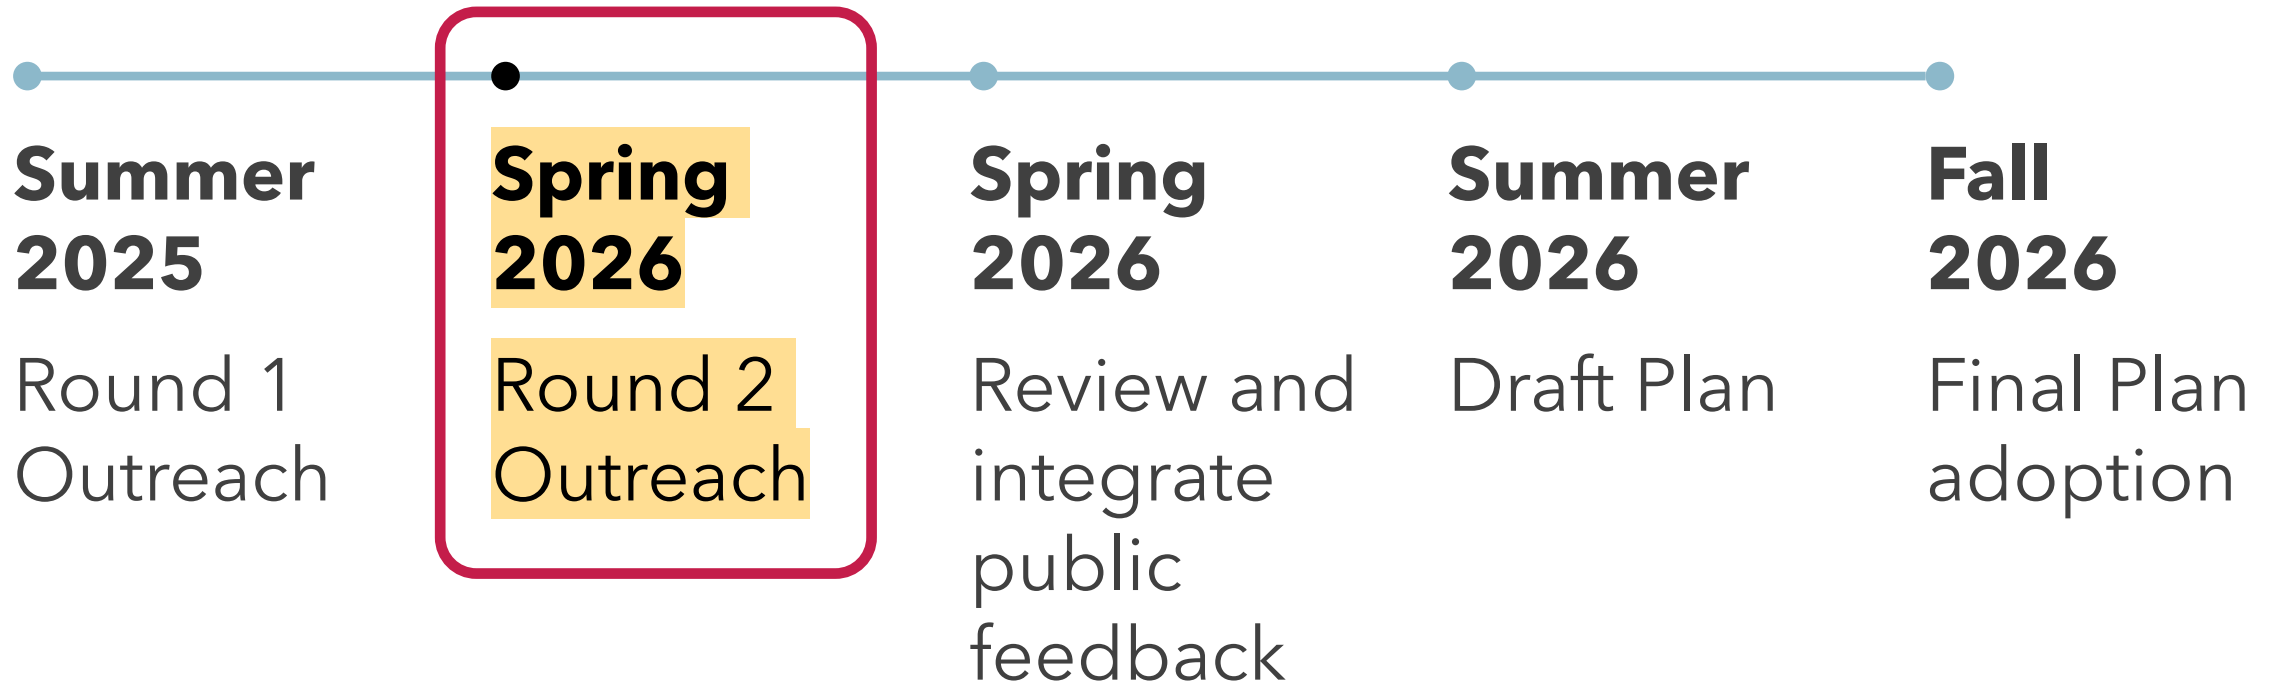 Summer
2025
Round 1
Outreach
Spring
2026
Round 2
Outreach
Spring
2026
Review and
integrate
public
feedback
Summer
2026
Draft Plan
Fall
2026
Final Plan
adoption